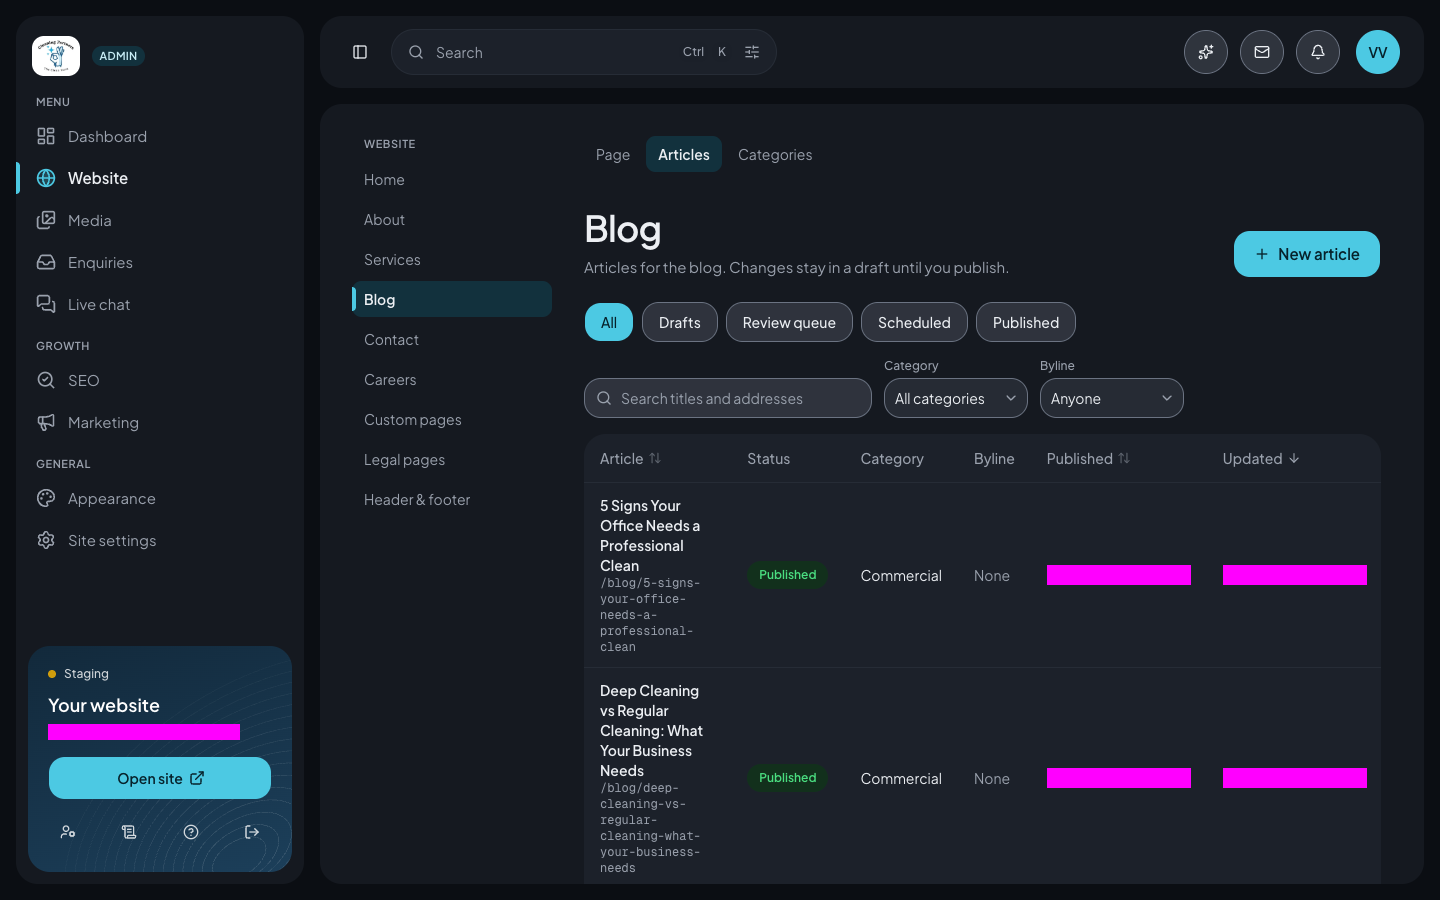 ADMIN
MENU
Dashboard
Website
Media
Enquiries
Live chat
GROWTH
SEO
Marketing
GENERAL
Appearance
Site settings
Staging
Your website
Open site
Search
Ctrl K
VV
WEBSITE
Home
About
Services
Blog
Contact
Careers
Custom pages
Legal pages
Header & footer
Page Articles Categories
Blog
Articles for the blog. Changes stay in a draft until you publish.
New article
All Drafts Review queue Scheduled Published
Category Byline
Search titles and addresses All categories Anyone
Article Status Category Byline Published Updated
5 Signs Your
Office Needs a
Professional
Clean
/blog/5-signs-
your-office-
needs-a-
professional-
clean
Published Commercial None
Deep Cleaning
vs Regular
Cleaning: What
Your Business
Needs
/blog/deep-
cleaning-vs-
regular-
cleaning-what-
your-business-
needs
Published Commercial None